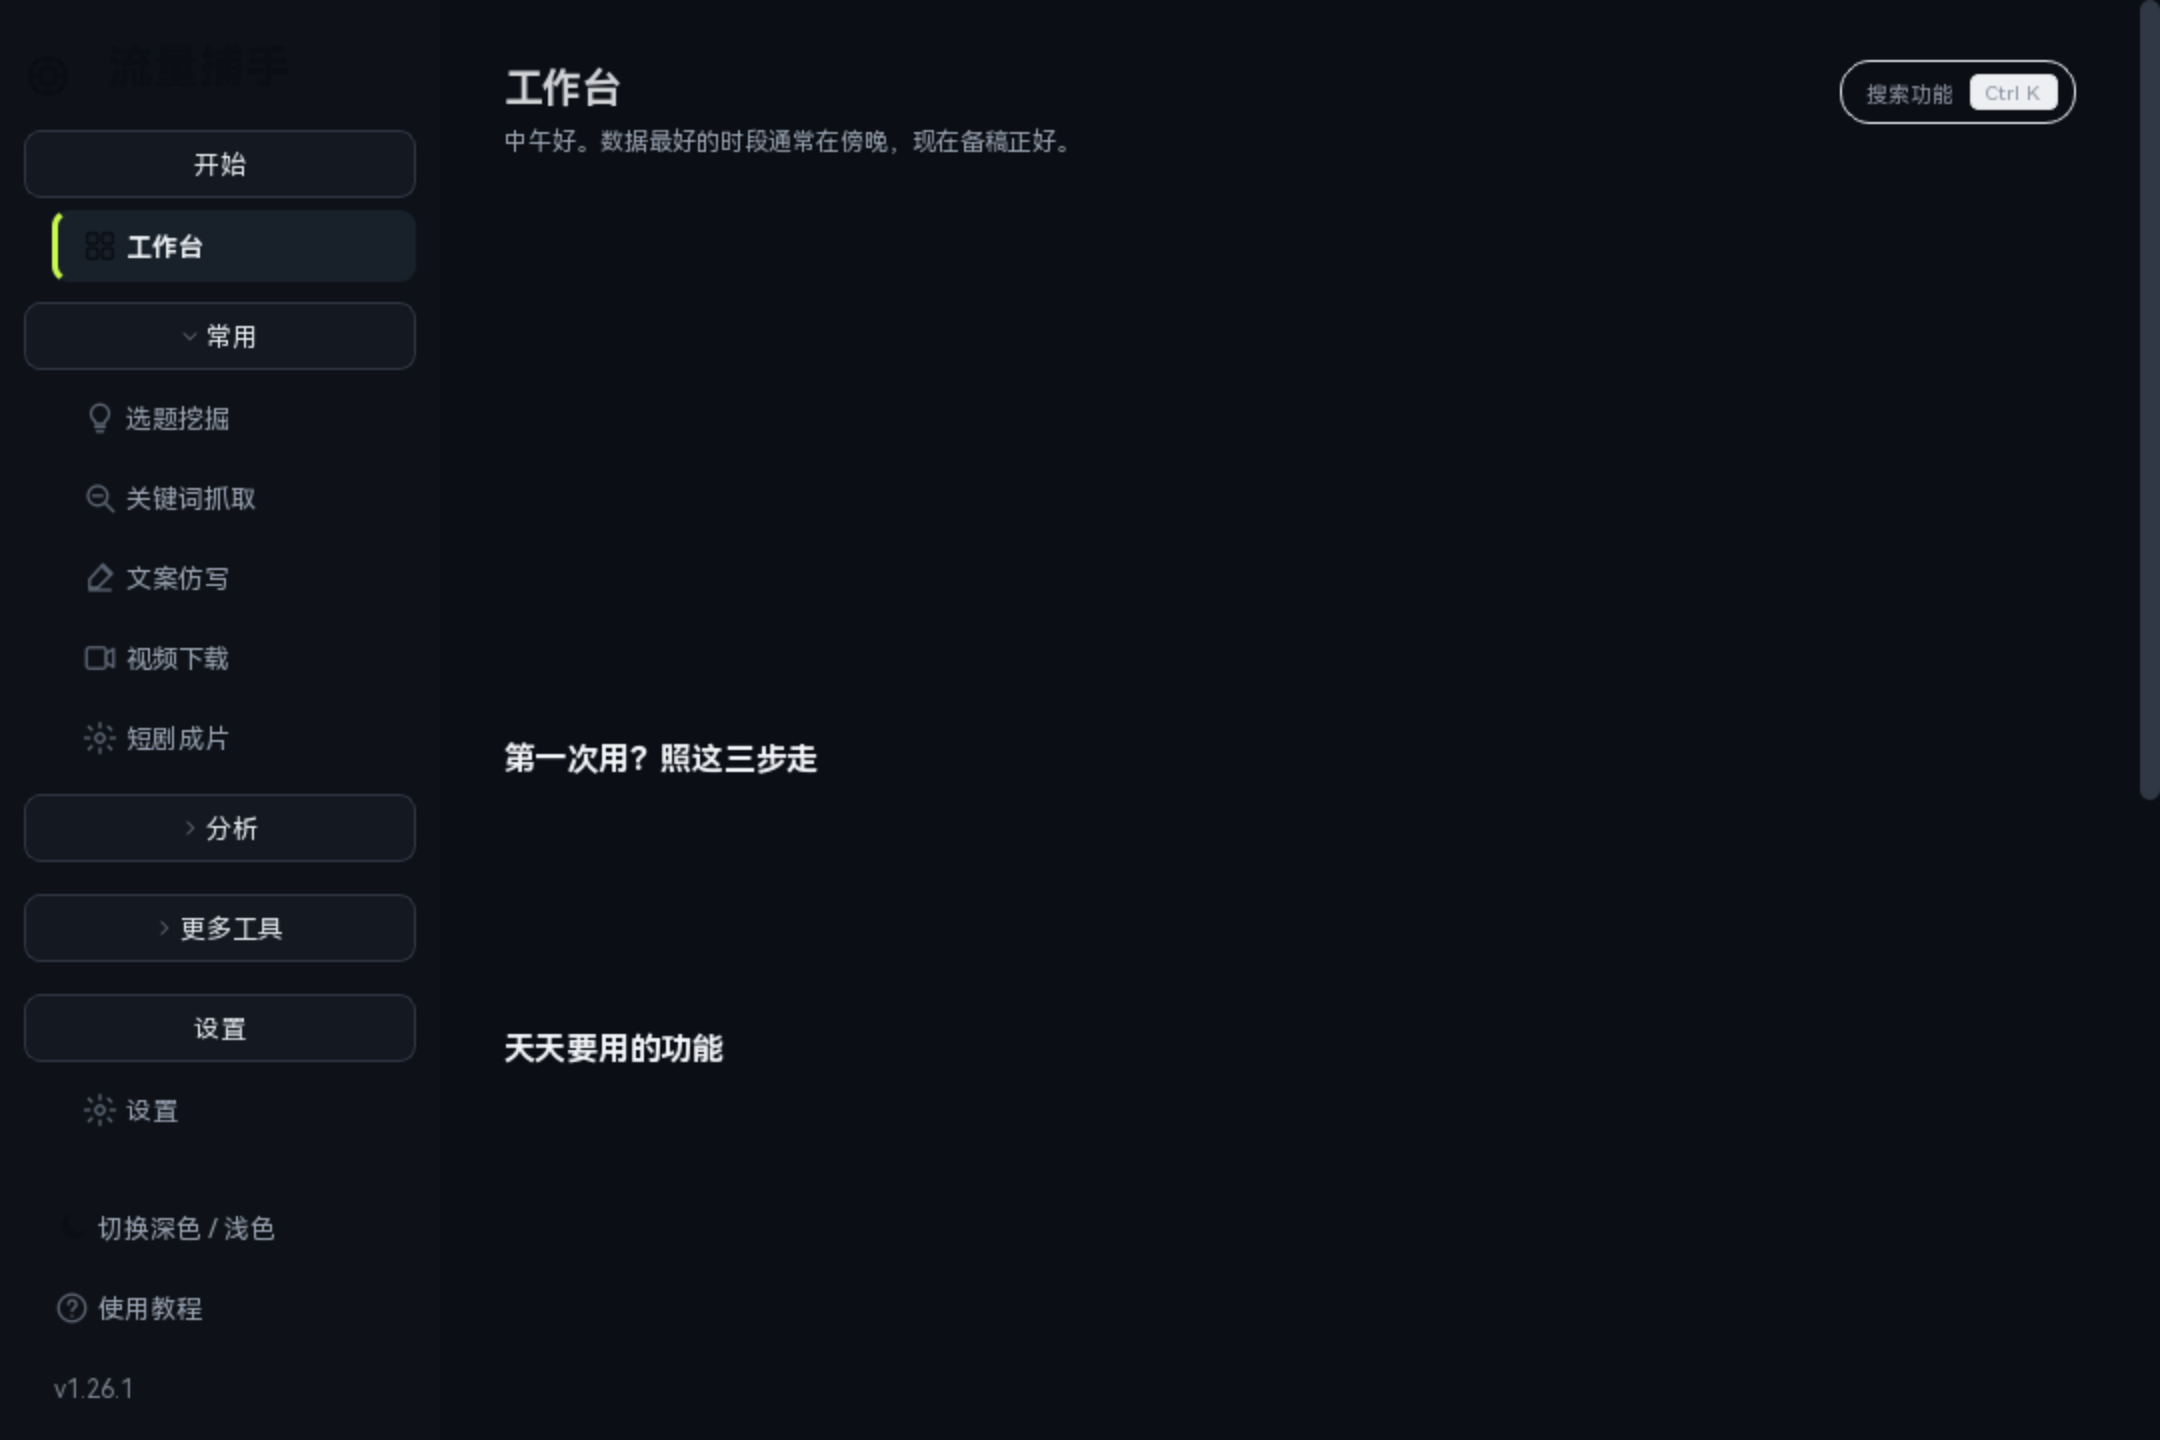 流量捕手
开始
工作台
常用
选题挖掘
关键词抓取
文案仿写
视频下载
短剧成片
分析
更多工具
设置
设置
切换深色 / 浅色
使用教程
v1.26.1
工作台
中午好。数据最好的时段通常在傍晚，现在备稿正好。
搜索功能 Ctrl K
第一次用？照这三步走
天天要用的功能